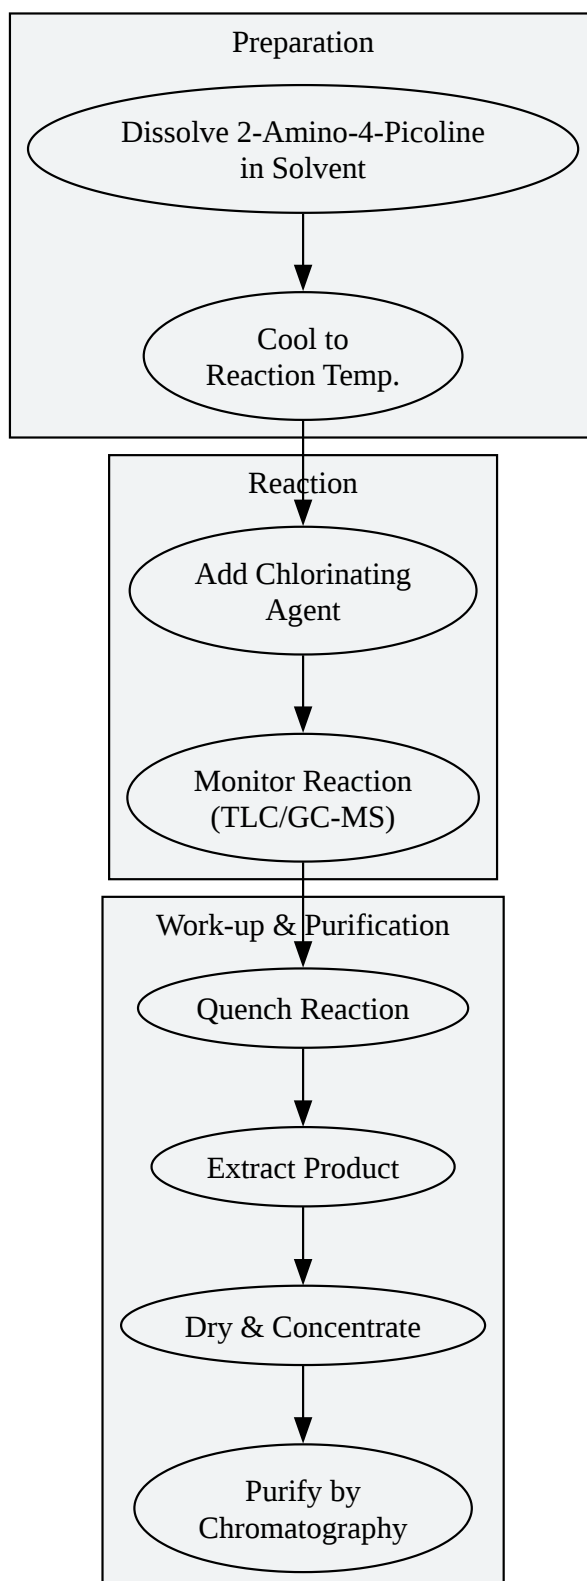 Preparation
Dissolve 2-Amino-4-Picoline
in Solvent
Cool to
Reaction Temp.
Reaction
Add Chlorinating
Agent
Monitor Reaction
(TLC/GC-MS)
Work-up & Purification
Quench Reaction
Extract Product
Dry & Concentrate
Purify by
Chromatography